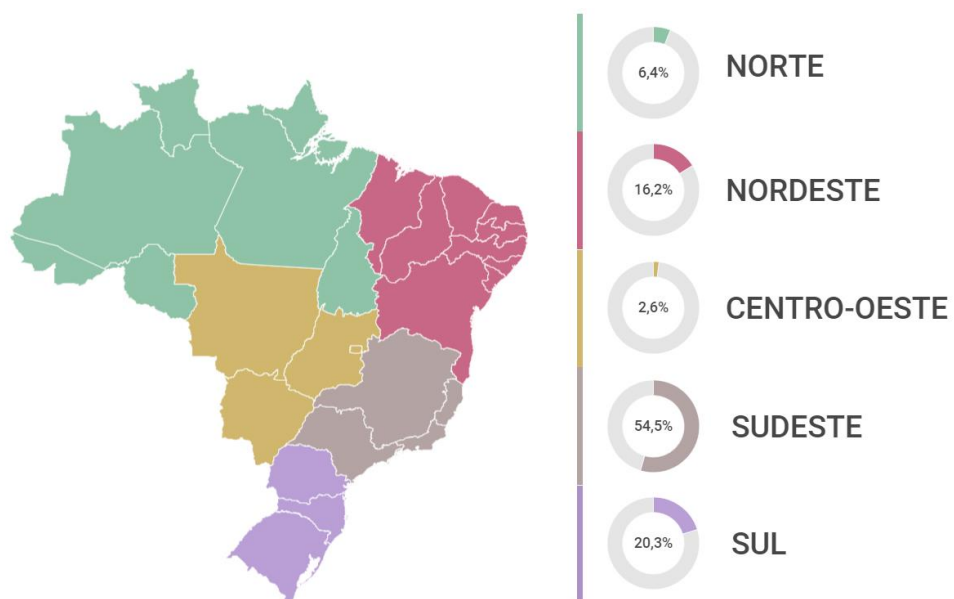 6,4%
NORTE
16,2%
NORDESTE
2,6%
CENTRO-OESTE
54,5%
SUDESTE
20,3%
SUL